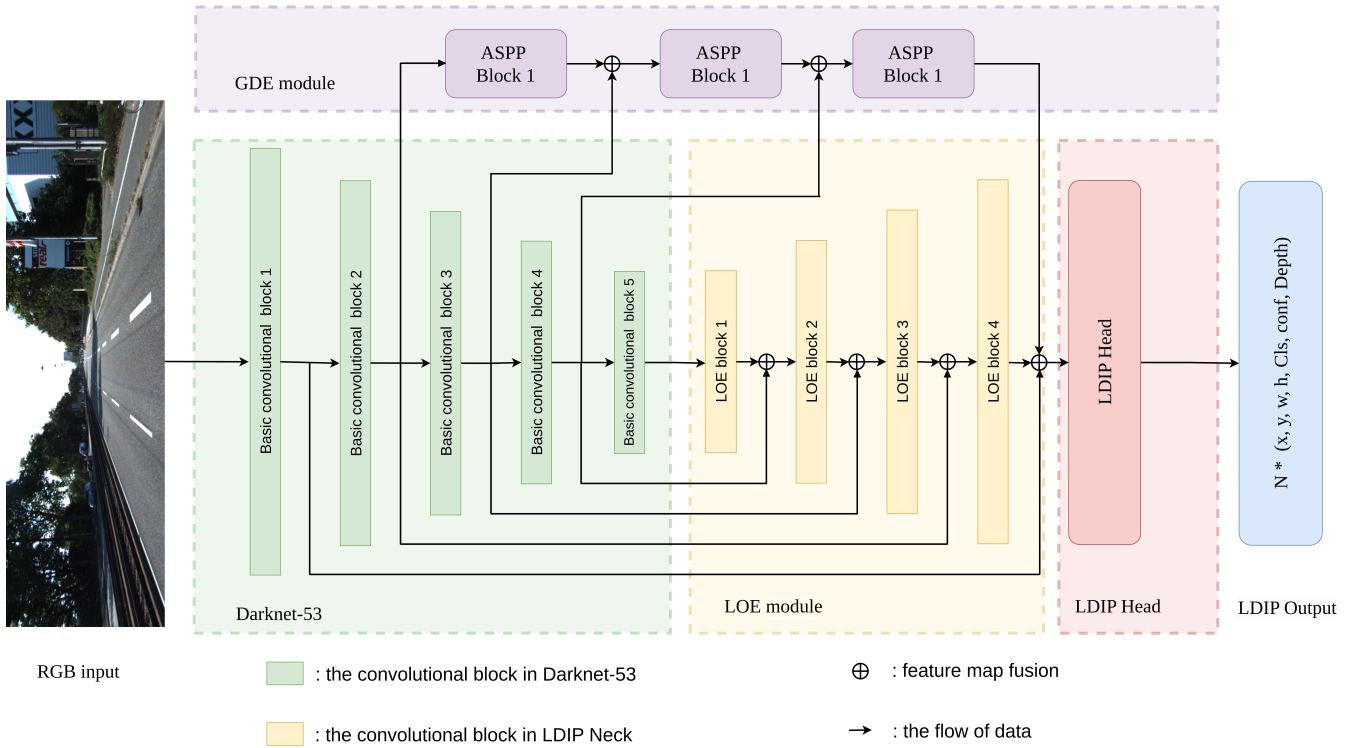 ASPP
Block 1
ASPP
Block 1
ASPP
Block 1
GDE module
Basic convolutional block 1
Basic convolutional block 2
Basic convolutional block 3
Basic convolutional block 4
Basic convolutional block 5
LOE block 1
LOE block 2
LOE block 3
LOE block 4
LDIP Head
N * (x, y, w, h, Cls, conf, Depth)
Darknet-53
LOE module
LDIP Head
LDIP Output
RGB input
: the convolutional block in Darknet-53
: feature map fusion
: the convolutional block in LDIP Neck
: the flow of data